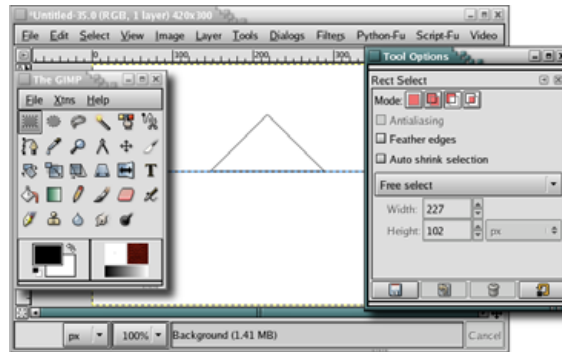 *Untitled-35.0 (RGB, 1 layer) 420x300
File Edit Select View Image Layer Tools Dialogs Filters Python-Fu Script-Fu Video
0 100 200 300
Tool Options
The GIMP
File Xtns Help
Rect Select
Mode:
Antialiasing
Feather edges
Auto shrink selection
Free select
Width: 227
Height: 102 px
px 100% Background (1.41 MB) Cancel